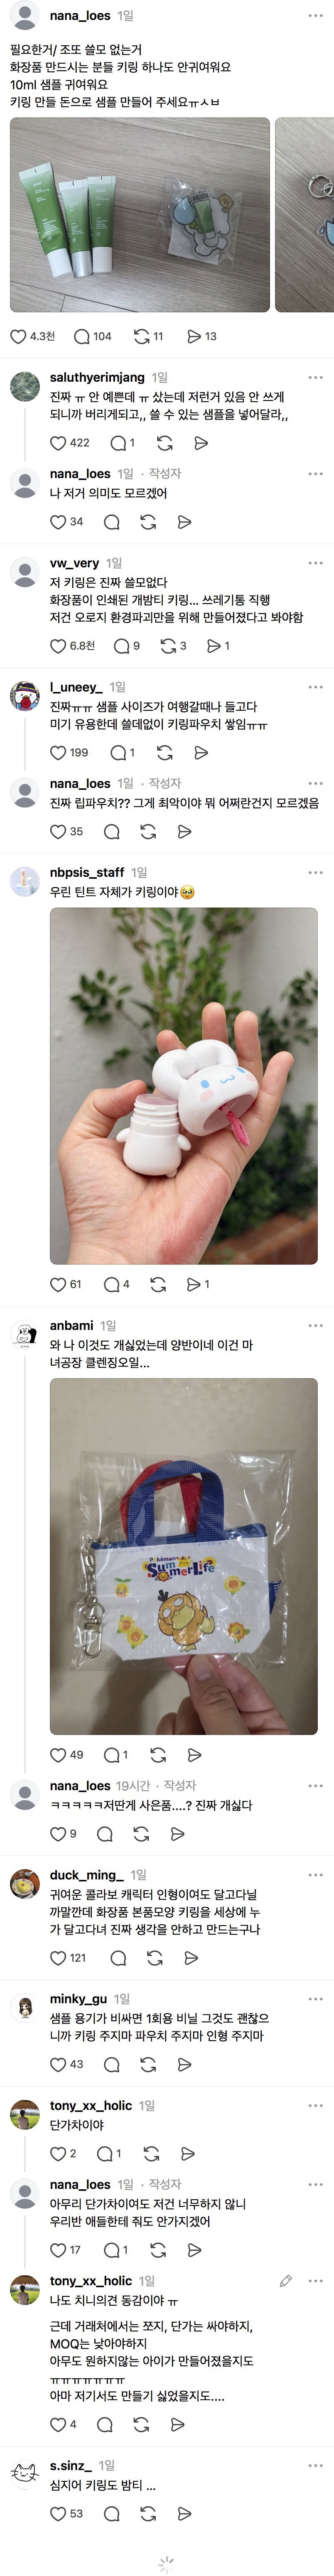 nana_loes 1일
필요한거/ 조또 쓸모 없는거
화장품 만드시는 분들 키링 하나도 안귀여워요
10ml 샘플 귀여워요
키링 만들 돈으로 샘플 만들어 주세요ㅠㅅㅂ
4.3천 104 11 13
saluthyerimjang 1일
진짜 ㅠ 안 예쁜데 ㅠ 샀는데 저런거 있음 안 쓰게
되니까 버리게되고,, 쓸 수 있는 샘플을 넣어달라,,
422 1
nana_loes 1일 · 작성자
나 저거 의미도 모르겠어
34
vw_very 1일
저 키링은 진짜 쓸모없다
화장품이 인쇄된 개밤티 키링... 쓰레기통 직행
저건 오로지 환경파괴만을 위해 만들어졌다고 봐야함
6.8천 9 3 1
l_uneey_ 1일
진짜ㅠㅠ 샘플 사이즈가 여행갈때나 들고다
니기 유용한데 쓸데없이 키링파우치 쌓임ㅠㅠ
199 1
nana_loes 1일 · 작성자
진짜 립파우치?? 그게 최악이야 뭐 어쩌란건지 모르겠음
35
nbpsis_staff 1일
우린 틴트 자체가 키링이야🥹
61 4 1
anbami 1일
와 나 이것도 개싫었는데 양반이네 이건 마
녀공장 클렌징오일...
Pokémon
SummerLife
49 1
nana_loes 19시간 · 작성자
ㅋㅋㅋㅋㅋ저딴게 사은품....? 진짜 개싫다
9
duck_ming_ 1일
귀여운 콜라보 캐릭터 인형이여도 달고다닐
까말깐데 화장품 본품모양 키링을 세상에 누
가 달고다녀 진짜 생각을 안하고 만드는구나
121
minky_gu 1일
샘플 용기가 비싸면 1회용 비닐 그것도 괜찮으
니까 키링 주지마 파우치 주지마 인형 주지마
43
tony_xx_holic 1일
단가차이야
2 1
nana_loes 1일 · 작성자
아무리 단가차이여도 저건 너무하지 않니
우리반 애들한테 줘도 안가지겠어
17 1
tony_xx_holic 1일
나도 치니의견 동감이야 ㅠ
근데 거래처에서는 쪼지, 단가는 싸야하지,
MOQ는 낮아야하지
아무도 원하지않는 아이가 만들어졌을지도
ㅠㅠㅠㅠㅠㅠㅠ
아마 저기서도 만들기 싫었을지도....
4
s.sinz_ 1일
심지어 키링도 밤티 ...
53